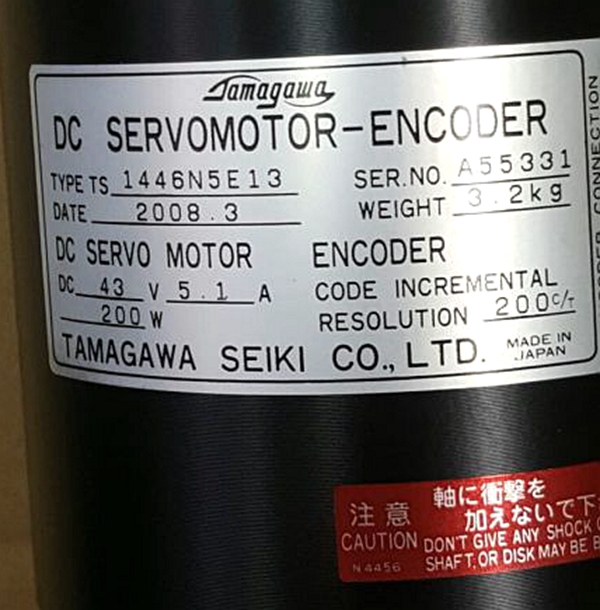 Tamagawa
DC SERVOMOTOR-ENCODER
TYPE TS 1446N5E13 SER.NO. A55331
DATE 2008.3 WEIGHT 3.2kg
DC SERVO MOTOR ENCODER
DC 43 V 5.1 A CODE INCREMENTAL
200 W RESOLUTION 200 C/T
TAMAGAWA SEIKI CO., LTD. MADE IN JAPAN
CONNECTION
注意 軸に衝撃を
加えないで下
CAUTION DON'T GIVE ANY SHOCK
N4456 SHAFT, OR DISK MAY BE